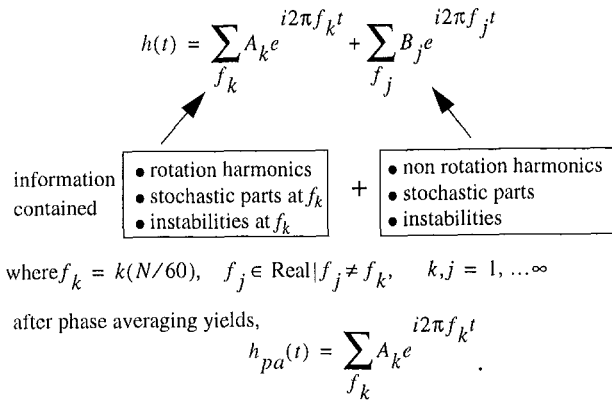 h(t) = ∑_{f_k} A_k e^{i2πf_k t} + ∑_{f_j} B_j e^{i2πf_j t}
information contained
• rotation harmonics
• stochastic parts at f_k
• instabilities at f_k
+
• non rotation harmonics
• stochastic parts
• instabilities
where f_k = k(N/60), f_j ∈ Real|f_j ≠ f_k, k,j = 1, ...∞
after phase averaging yields,
h_{pa}(t) = ∑_{f_k} A_k e^{i2πf_k t} .